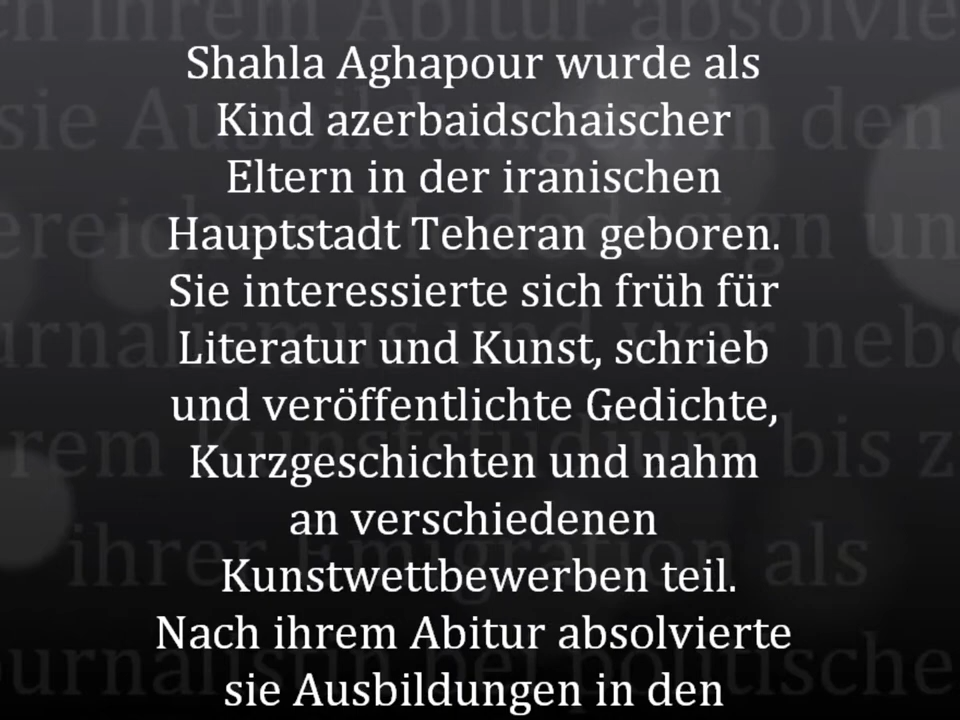 Shahla Aghapour wurde als
Kind azerbaidschaischer
Eltern in der iranischen
Hauptstadt Teheran geboren.
Sie interessierte sich früh für
Literatur und Kunst, schrieb
und veröffentlichte Gedichte,
Kurzgeschichten und nahm
an verschiedenen
Kunstwettbewerben teil.
Nach ihrem Abitur absolvierte
sie Ausbildungen in den